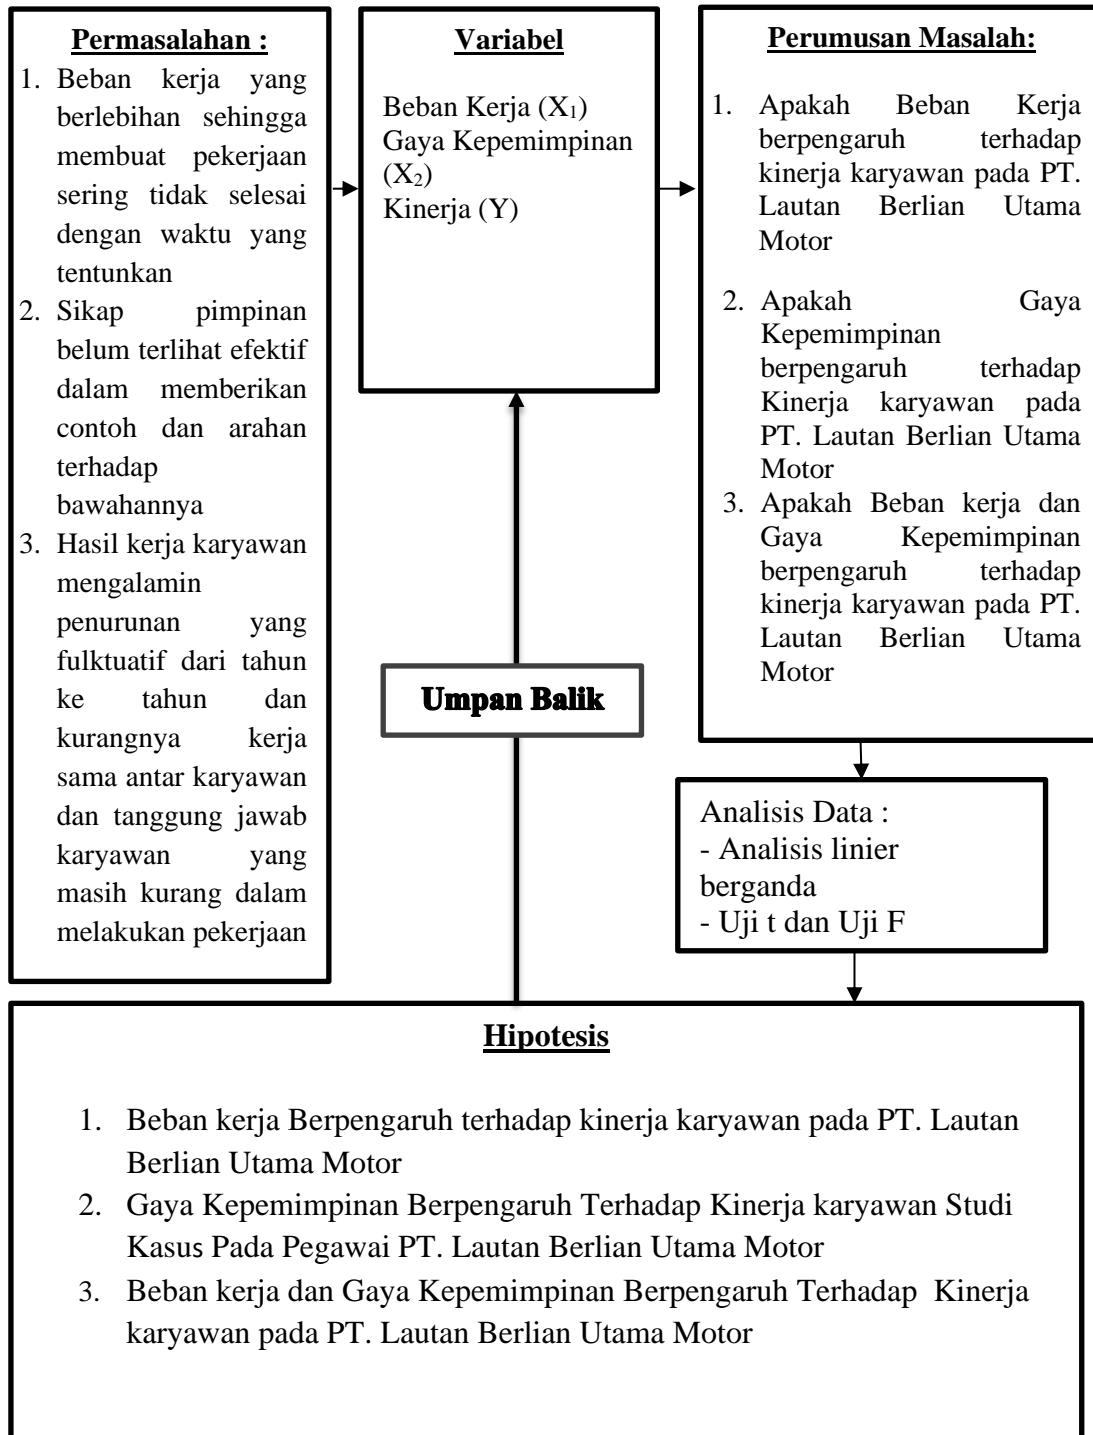 Permasalahan :
1. Beban kerja yang
berlebihan sehingga
membuat pekerjaan
sering tidak selesai
dengan waktu yang
tentunkan
2. Sikap pimpinan
belum terlihat efektif
dalam memberikan
contoh dan arahan
terhadap
bawahannya
3. Hasil kerja karyawan
mengalamin
penurunan yang
fulktuatif dari tahun
ke tahun dan
kurangnya kerja
sama antar karyawan
dan tanggung jawab
karyawan yang
masih kurang dalam
melakukan pekerjaan
Variabel
Beban Kerja (X₁)
Gaya Kepemimpinan
(X₂)
Kinerja (Y)
Perumusan Masalah:
1. Apakah Beban Kerja
berpengaruh terhadap
kinerja karyawan pada PT.
Lautan Berlian Utama
Motor
2. Apakah Gaya
Kepemimpinan
berpengaruh terhadap
Kinerja karyawan pada
PT. Lautan Berlian Utama
Motor
3. Apakah Beban kerja dan
Gaya Kepemimpinan
berpengaruh terhadap
kinerja karyawan pada PT.
Lautan Berlian Utama
Motor
Umpan Balik
Analisis Data :
- Analisis linier
berganda
- Uji t dan Uji F
Hipotesis
1. Beban kerja Berpengaruh terhadap kinerja karyawan pada PT. Lautan
Berlian Utama Motor
2. Gaya Kepemimpinan Berpengaruh Terhadap Kinerja karyawan Studi
Kasus Pada Pegawai PT. Lautan Berlian Utama Motor
3. Beban kerja dan Gaya Kepemimpinan Berpengaruh Terhadap Kinerja
karyawan pada PT. Lautan Berlian Utama Motor